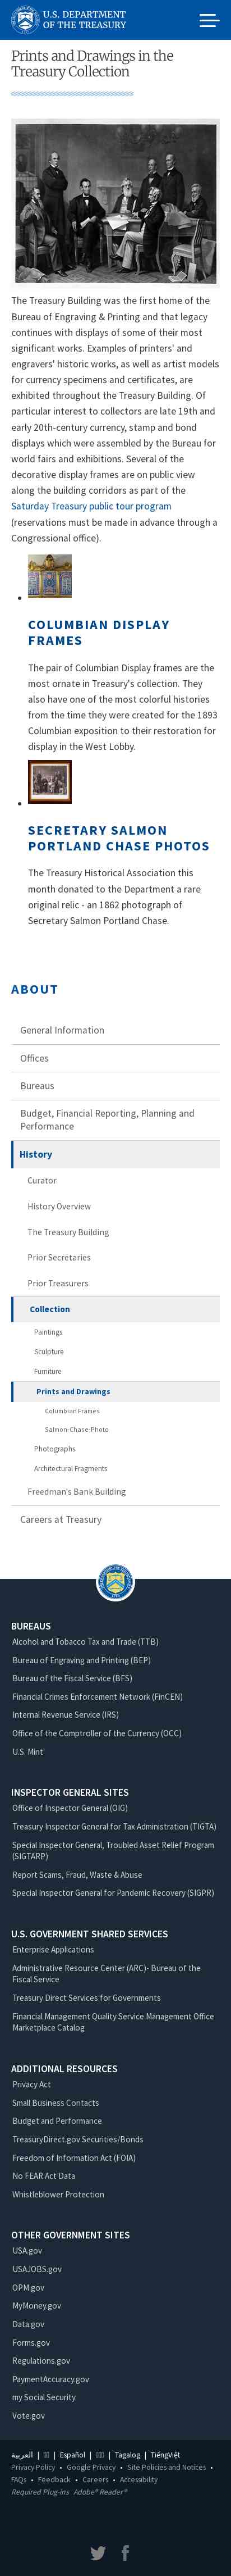 U.S. DEPARTMENT
OF THE TREASURY
Prints and Drawings in the
Treasury Collection
The Treasury Building was the first home of the
Bureau of Engraving & Printing and that legacy
continues with displays of some of their most
significant works. Examples of printers' and
engravers' historic works, as well as artist models
for currency specimens and certificates, are
exhibited throughout the Treasury Building. Of
particular interest to collectors are late 19th and
early 20th-century currency, stamp and bond
displays which were assembled by the Bureau for
world fairs and exhibitions. Several of the
decorative display frames are on public view
along the building corridors as part of the
Saturday Treasury public tour program
(reservations must be made in advance through a
Congressional office).
COLUMBIAN DISPLAY
FRAMES
The pair of Columbian Display frames are the
most ornate in Treasury's collection. They
also have one of the most colorful histories
from the time they were created for the 1893
Columbian exposition to their restoration for
display in the West Lobby.
SECRETARY SALMON
PORTLAND CHASE PHOTOS
The Treasury Historical Association this
month donated to the Department a rare
original relic - an 1862 photograph of
Secretary Salmon Portland Chase.
ABOUT
General Information
Offices
Bureaus
Budget, Financial Reporting, Planning and
Performance
History
Curator
History Overview
The Treasury Building
Prior Secretaries
Prior Treasurers
Collection
Paintings
Sculpture
Furniture
Prints and Drawings
Columbian Frames
Salmon-Chase-Photo
Photographs
Architectural Fragments
Freedman's Bank Building
Careers at Treasury
BUREAUS
Alcohol and Tobacco Tax and Trade (TTB)
Bureau of Engraving and Printing (BEP)
Bureau of the Fiscal Service (BFS)
Financial Crimes Enforcement Network (FinCEN)
Internal Revenue Service (IRS)
Office of the Comptroller of the Currency (OCC)
U.S. Mint
INSPECTOR GENERAL SITES
Office of Inspector General (OIG)
Treasury Inspector General for Tax Administration (TIGTA)
Special Inspector General, Troubled Asset Relief Program
(SIGTARP)
Report Scams, Fraud, Waste & Abuse
Special Inspector General for Pandemic Recovery (SIGPR)
U.S. GOVERNMENT SHARED SERVICES
Enterprise Applications
Administrative Resource Center (ARC)- Bureau of the
Fiscal Service
Treasury Direct Services for Governments
Financial Management Quality Service Management Office
Marketplace Catalog
ADDITIONAL RESOURCES
Privacy Act
Small Business Contacts
Budget and Performance
TreasuryDirect.gov Securities/Bonds
Freedom of Information Act (FOIA)
No FEAR Act Data
Whistleblower Protection
OTHER GOVERNMENT SITES
USA.gov
USAJOBS.gov
OPM.gov
MyMoney.gov
Data.gov
Forms.gov
Regulations.gov
PaymentAccuracy.gov
my Social Security
Vote.gov
العربية | | Español | | Tagalog | TiếngViệt
Privacy Policy • Google Privacy • Site Policies and Notices •
FAQs • Feedback • Careers • Accessibility
Required Plug-ins Adobe® Reader®